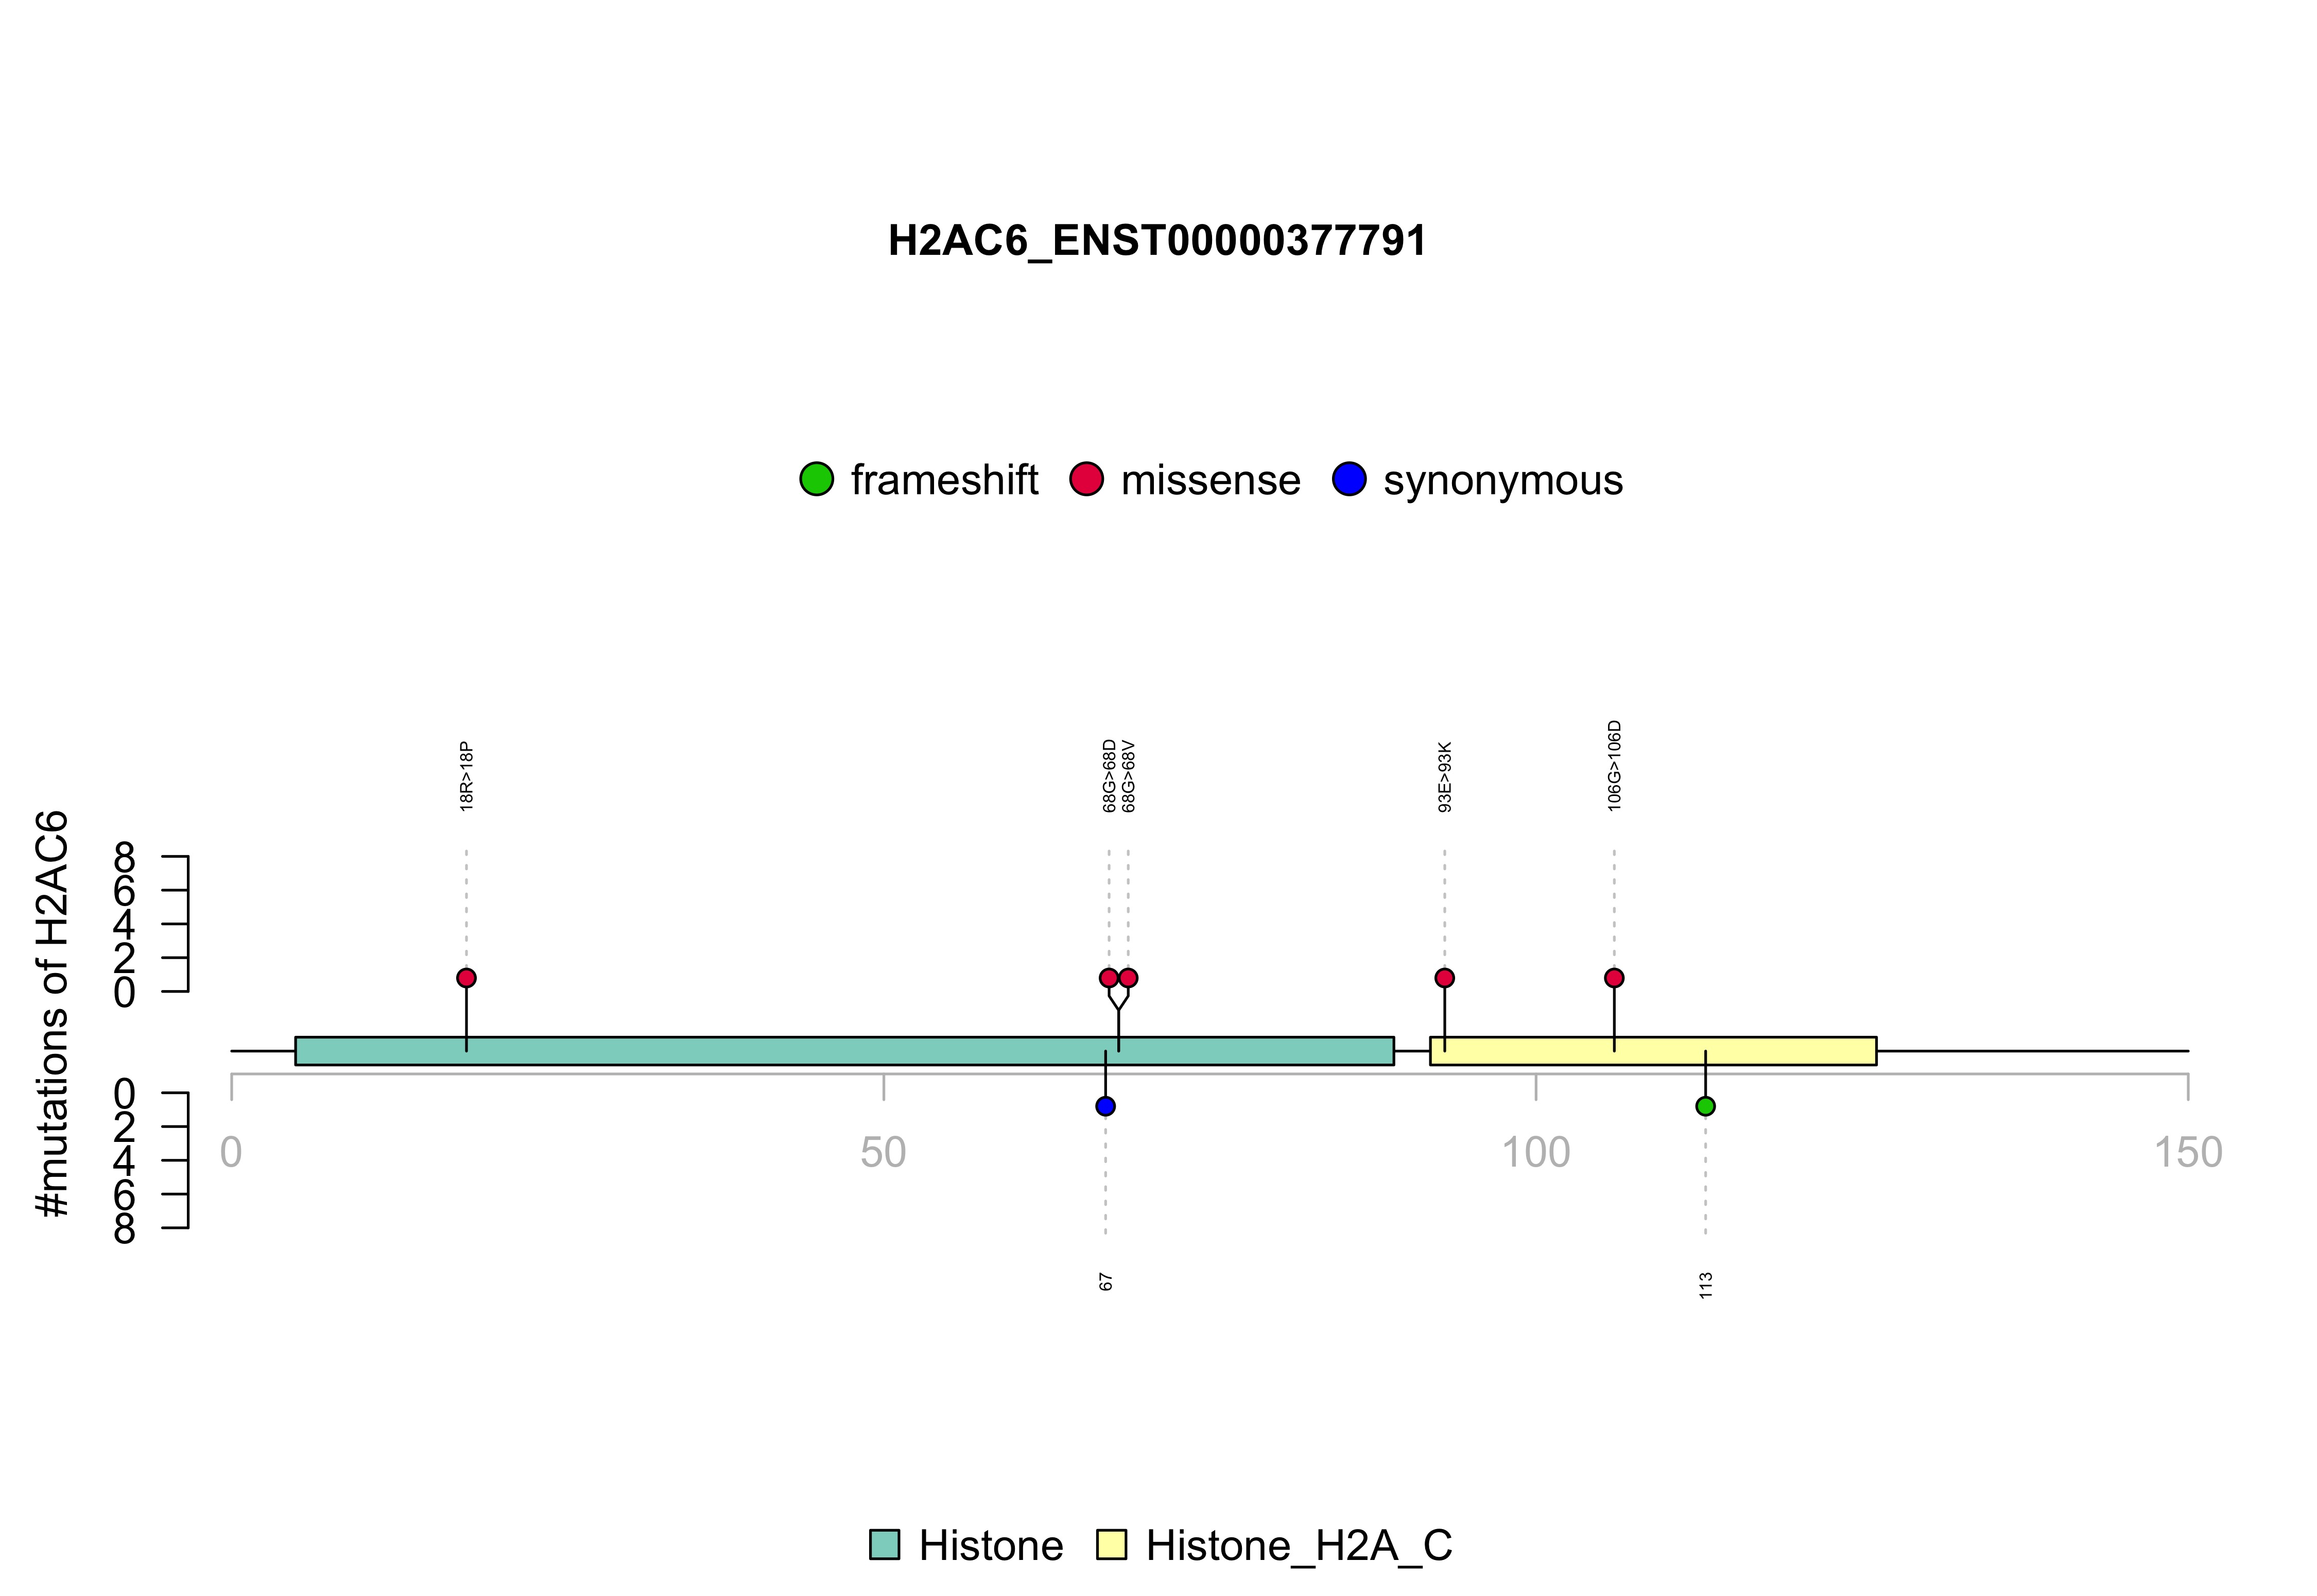 H2AC6_ENST00000377791
frameshift missense synonymous
18R>18P
68G>68D
68G>68V
93E>93K
106G>106D
#mutations of H2AC6
8
6
4
2
0
0
2
4
6
8
0 50 100 150
67
113
Histone Histone_H2A_C